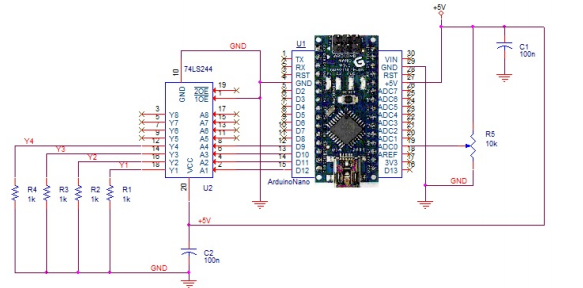 +5V
U1
1 TX
2 RX
3 RST
4 GND
5 D2
6 D3
7 D4
8 D5
9 D6
10 D7
11 D8
12 D9
13 D10
14 D11
15 D12
ArduinoNano
VIN 30
GND 29
RST 28
+5V 27
ADC7 26
ADC6 25
ADC5 24
ADC4 23
ADC3 22
ADC2 21
ADC1 20
ADC0 19
AREF 18
3V3 17
D13 16
C1
100n
R5
10k
GND
GND
74LS244
10
GND
2OE 19
1OE 1
3 Y8 A8 17
5 Y7 A7 15
7 Y6 A6 13
9 Y5 A5 11
12 Y4 A4 8
14 Y3 A3 6
16 Y2 A2 4
18 Y1 A1 2
VCC
20
U2
Y4
Y3
Y2
Y1
R4
1k
R3
1k
R2
1k
R1
1k
+5V
C2
100n
GND